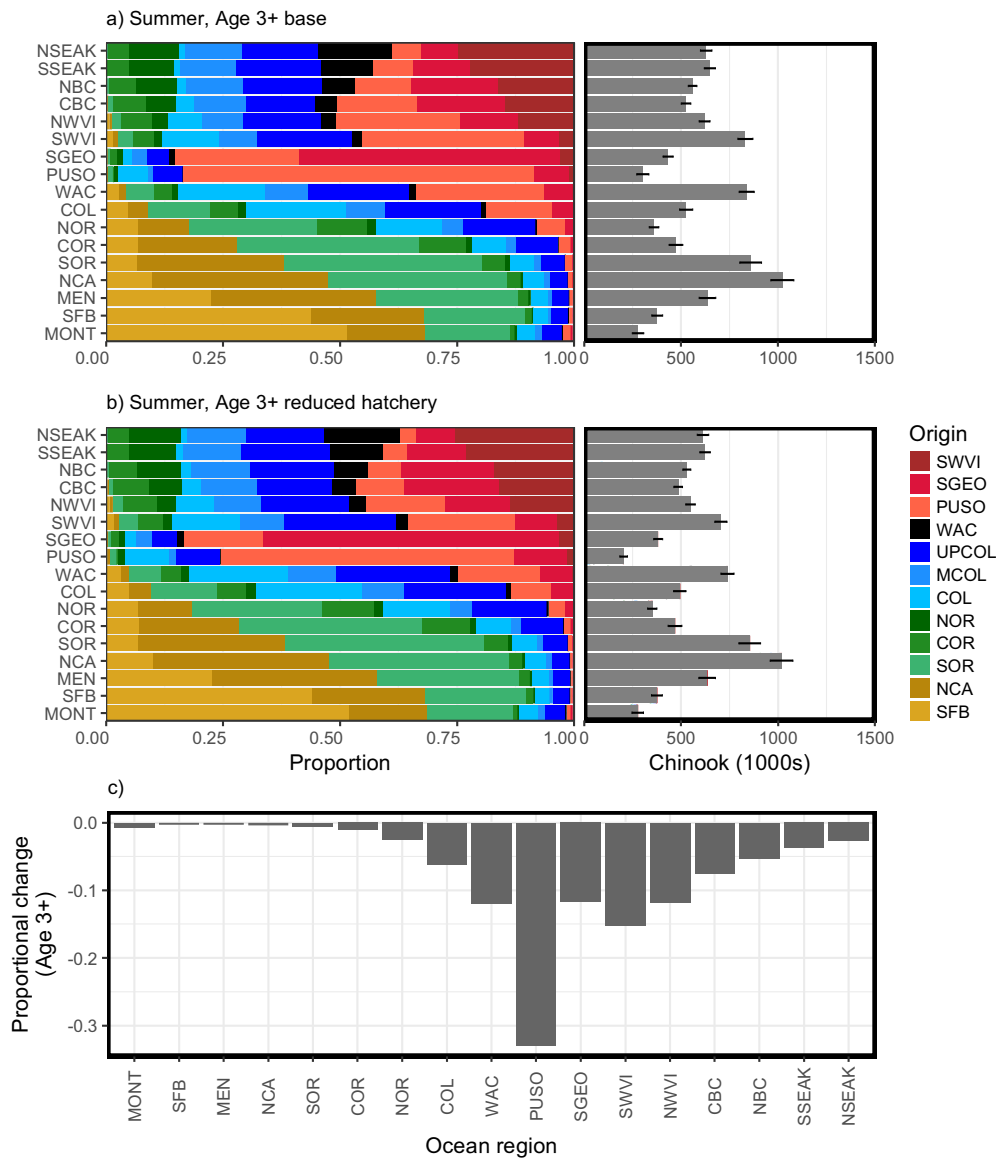 a) Summer, Age 3+ base
NSEAK
SSEAK
NBC
CBC
NWVI
SWVI
SGEO
PUSO
WAC
COL
NOR
COR
SOR
NCA
MEN
SFB
MONT
0.00 0.25 0.50 0.75 1.00 0 500 1000 1500
b) Summer, Age 3+ reduced hatchery
NSEAK
SSEAK
NBC
CBC
NWVI
SWVI
SGEO
PUSO
WAC
COL
NOR
COR
SOR
NCA
MEN
SFB
MONT
0.00 0.25 0.50 0.75 1.00 0 500 1000 1500
Proportion Chinook (1000s)
Origin
SWVI
SGEO
PUSO
WAC
UPCOL
MCOL
COL
NOR
COR
SOR
NCA
SFB
c)
Proportional change
(Age 3+)
0.0
-0.1
-0.2
-0.3
MONT SFB MEN NCA SOR COR NOR COL WAC PUSO SGEO SWVI NWVI CBC NBC SSEAK NSEAK
Ocean region